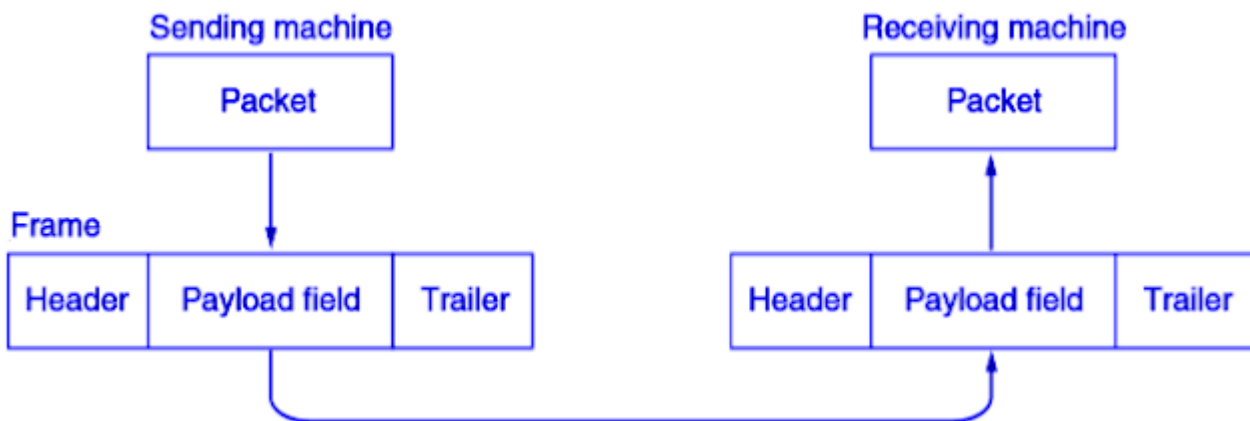 Sending machine
Receiving machine
Packet
Packet
Frame
Header Payload field Trailer
Header Payload field Trailer